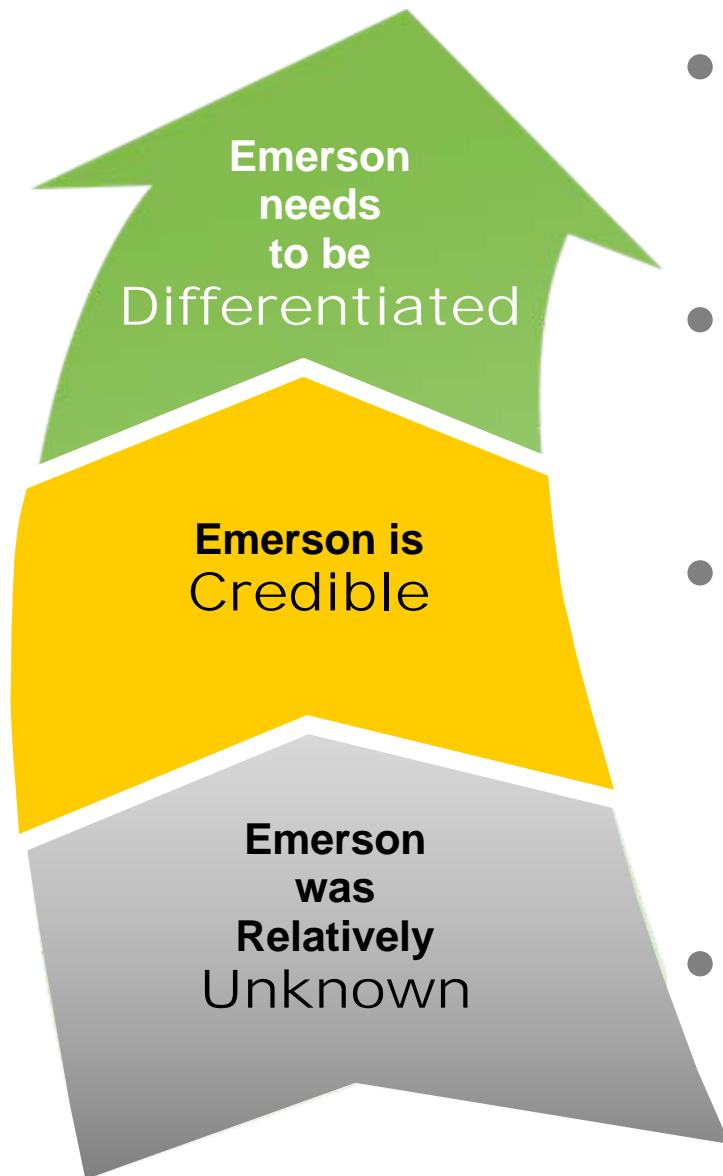 Emerson
needs
to be
Differentiated
Emerson is
Credible
Emerson
was
Relatively
Unknown